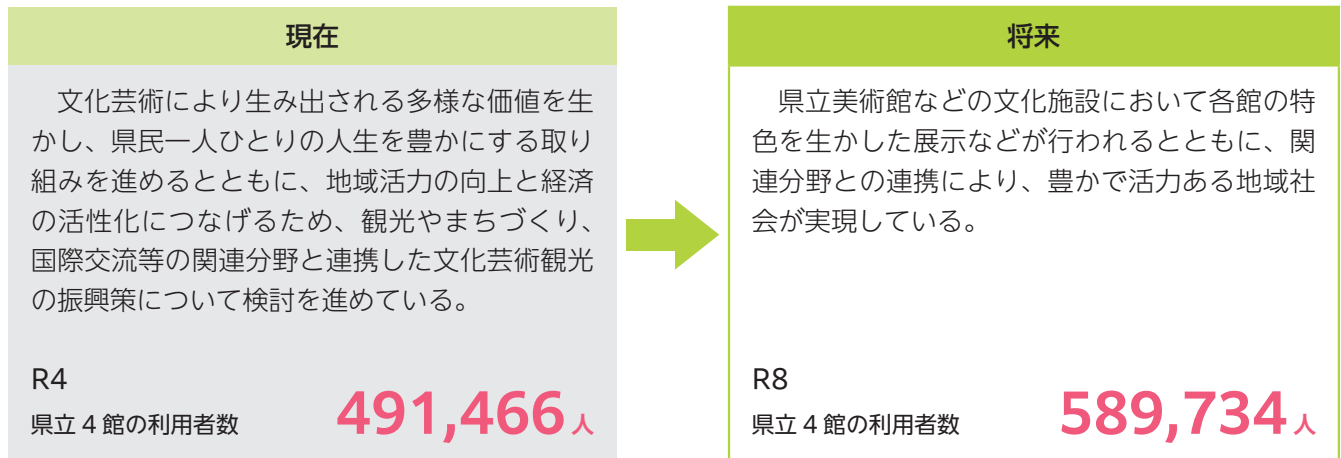 現在
文化芸術により生み出される多様な価値を生
かし、県民一人ひとりの人生を豊かにする取り
組みを進めるとともに、地域活力の向上と経済
の活性化につなげるため、観光やまちづくり、
国際交流等の関連分野と連携した文化芸術観光
の振興策について検討を進めている。
R4
県立4館の利用者数 491,466人
将来
県立美術館などの文化施設において各館の特
色を生かした展示などが行われるとともに、関
連分野との連携により、豊かで活力ある地域社
会が実現している。
R8
県立4館の利用者数 589,734人